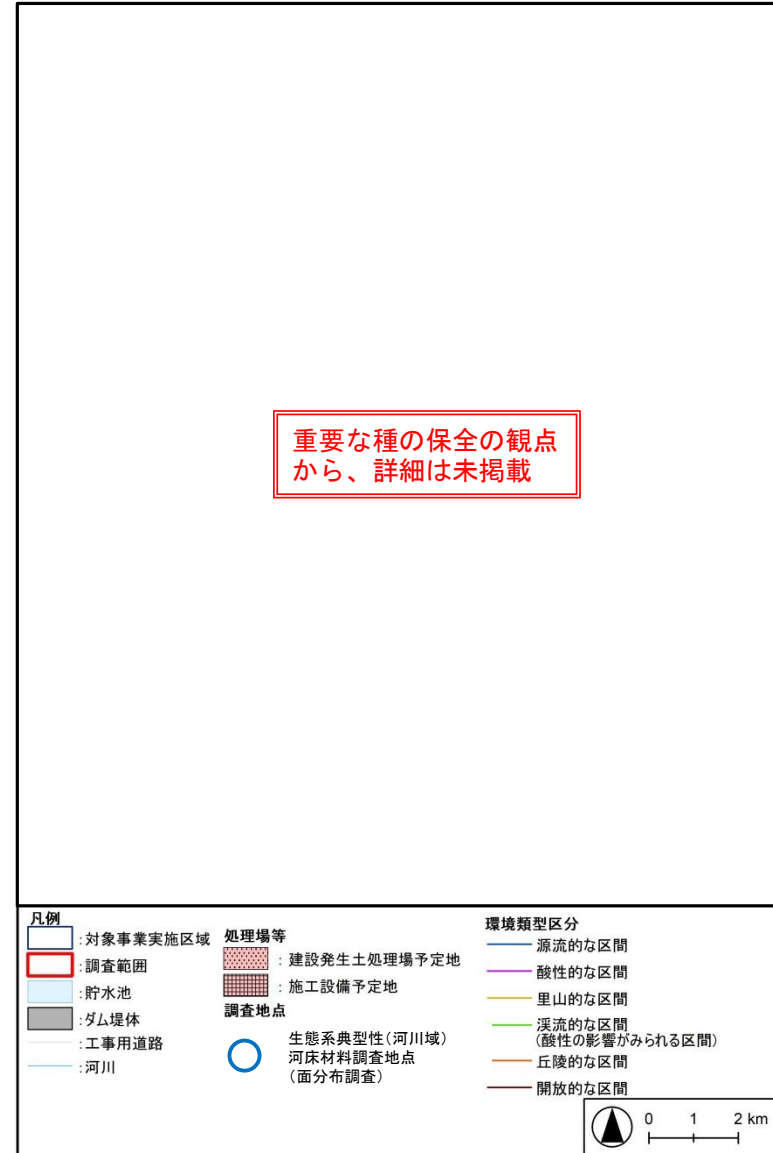 重要な種の保全の観点
から、詳細は未掲載
凡例
:対象事業実施区域
:調査範囲
:貯水池
:ダム堤体
:工事用道路
:河川
処理場等
:建設発生土処理場予定地
:施工設備予定地
調査地点
生態系典型性(河川域)
河床材料調査地点
(面分布調査)
環境類型区分
源流的な区間
酸性的な区間
里山的な区間
渓流的な区間
(酸性の影響がみられる区間)
丘陵的な区間
開放的な区間
0 1 2 km